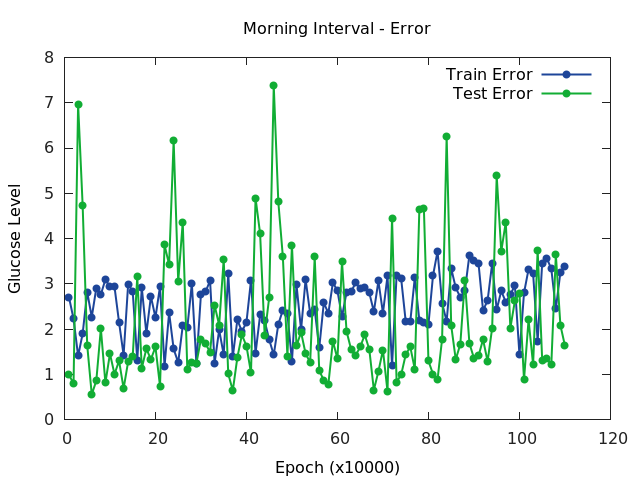 Morning Interval - Error
Train Error
Test Error
8
7
6
5
4
3
2
1
0
Glucose Level
0 20 40 60 80 100 120
Epoch (x10000)